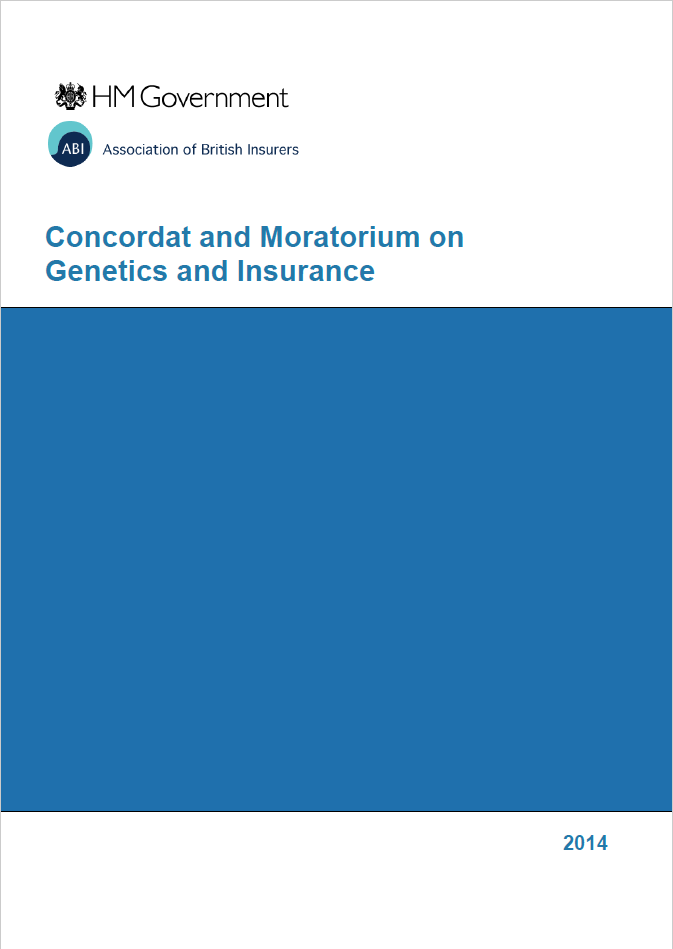 HM Government
ABI Association of British Insurers
Concordat and Moratorium on
Genetics and Insurance
2014